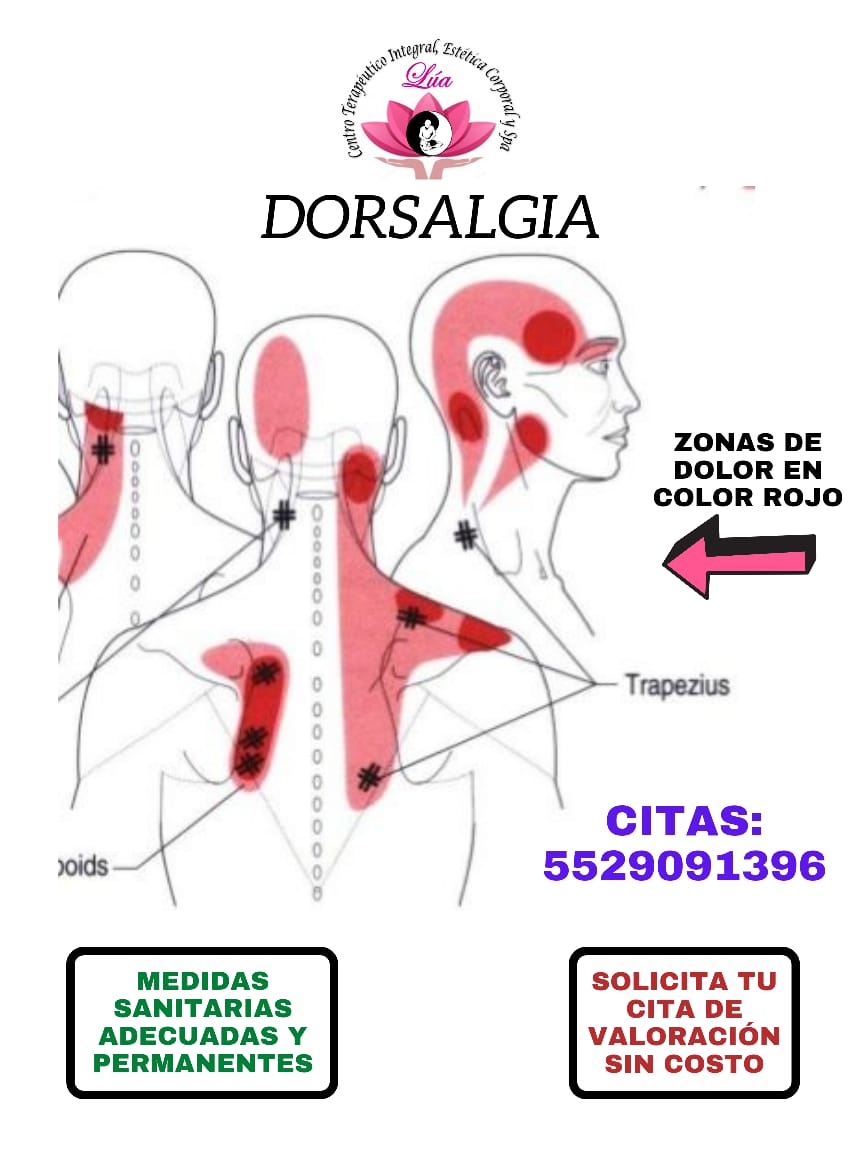 Centro Terapéutico Integral, Estética Corporal y Spa
Lúa
DORSALGIA
ZONAS DE
DOLOR EN
COLOR ROJO
Trapezius
CITAS:
5529091396
boids
MEDIDAS
SANITARIAS
ADECUADAS Y
PERMANENTES
SOLICITA TU
CITA DE
VALORACIÓN
SIN COSTO